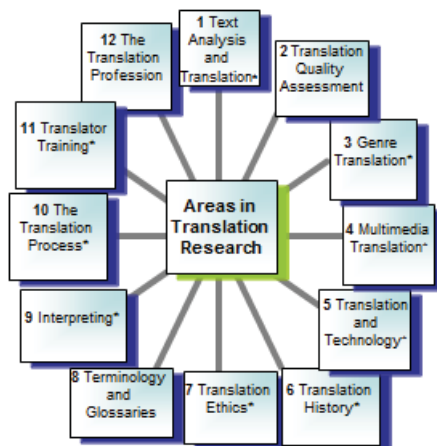 1 Text
Analysis and
Translation*
2 Translation
Quality
Assessment
3 Genre
Translation*
4 Multimedia
Translation*
5 Translation
and
Technology*
6 Translation
History*
7 Translation
Ethics*
8 Terminology
and
Glossaries
9 Interpreting*
10 The
Translation
Process*
11 Translator
Training*
12 The
Translation
Profession
Areas in
Translation
Research